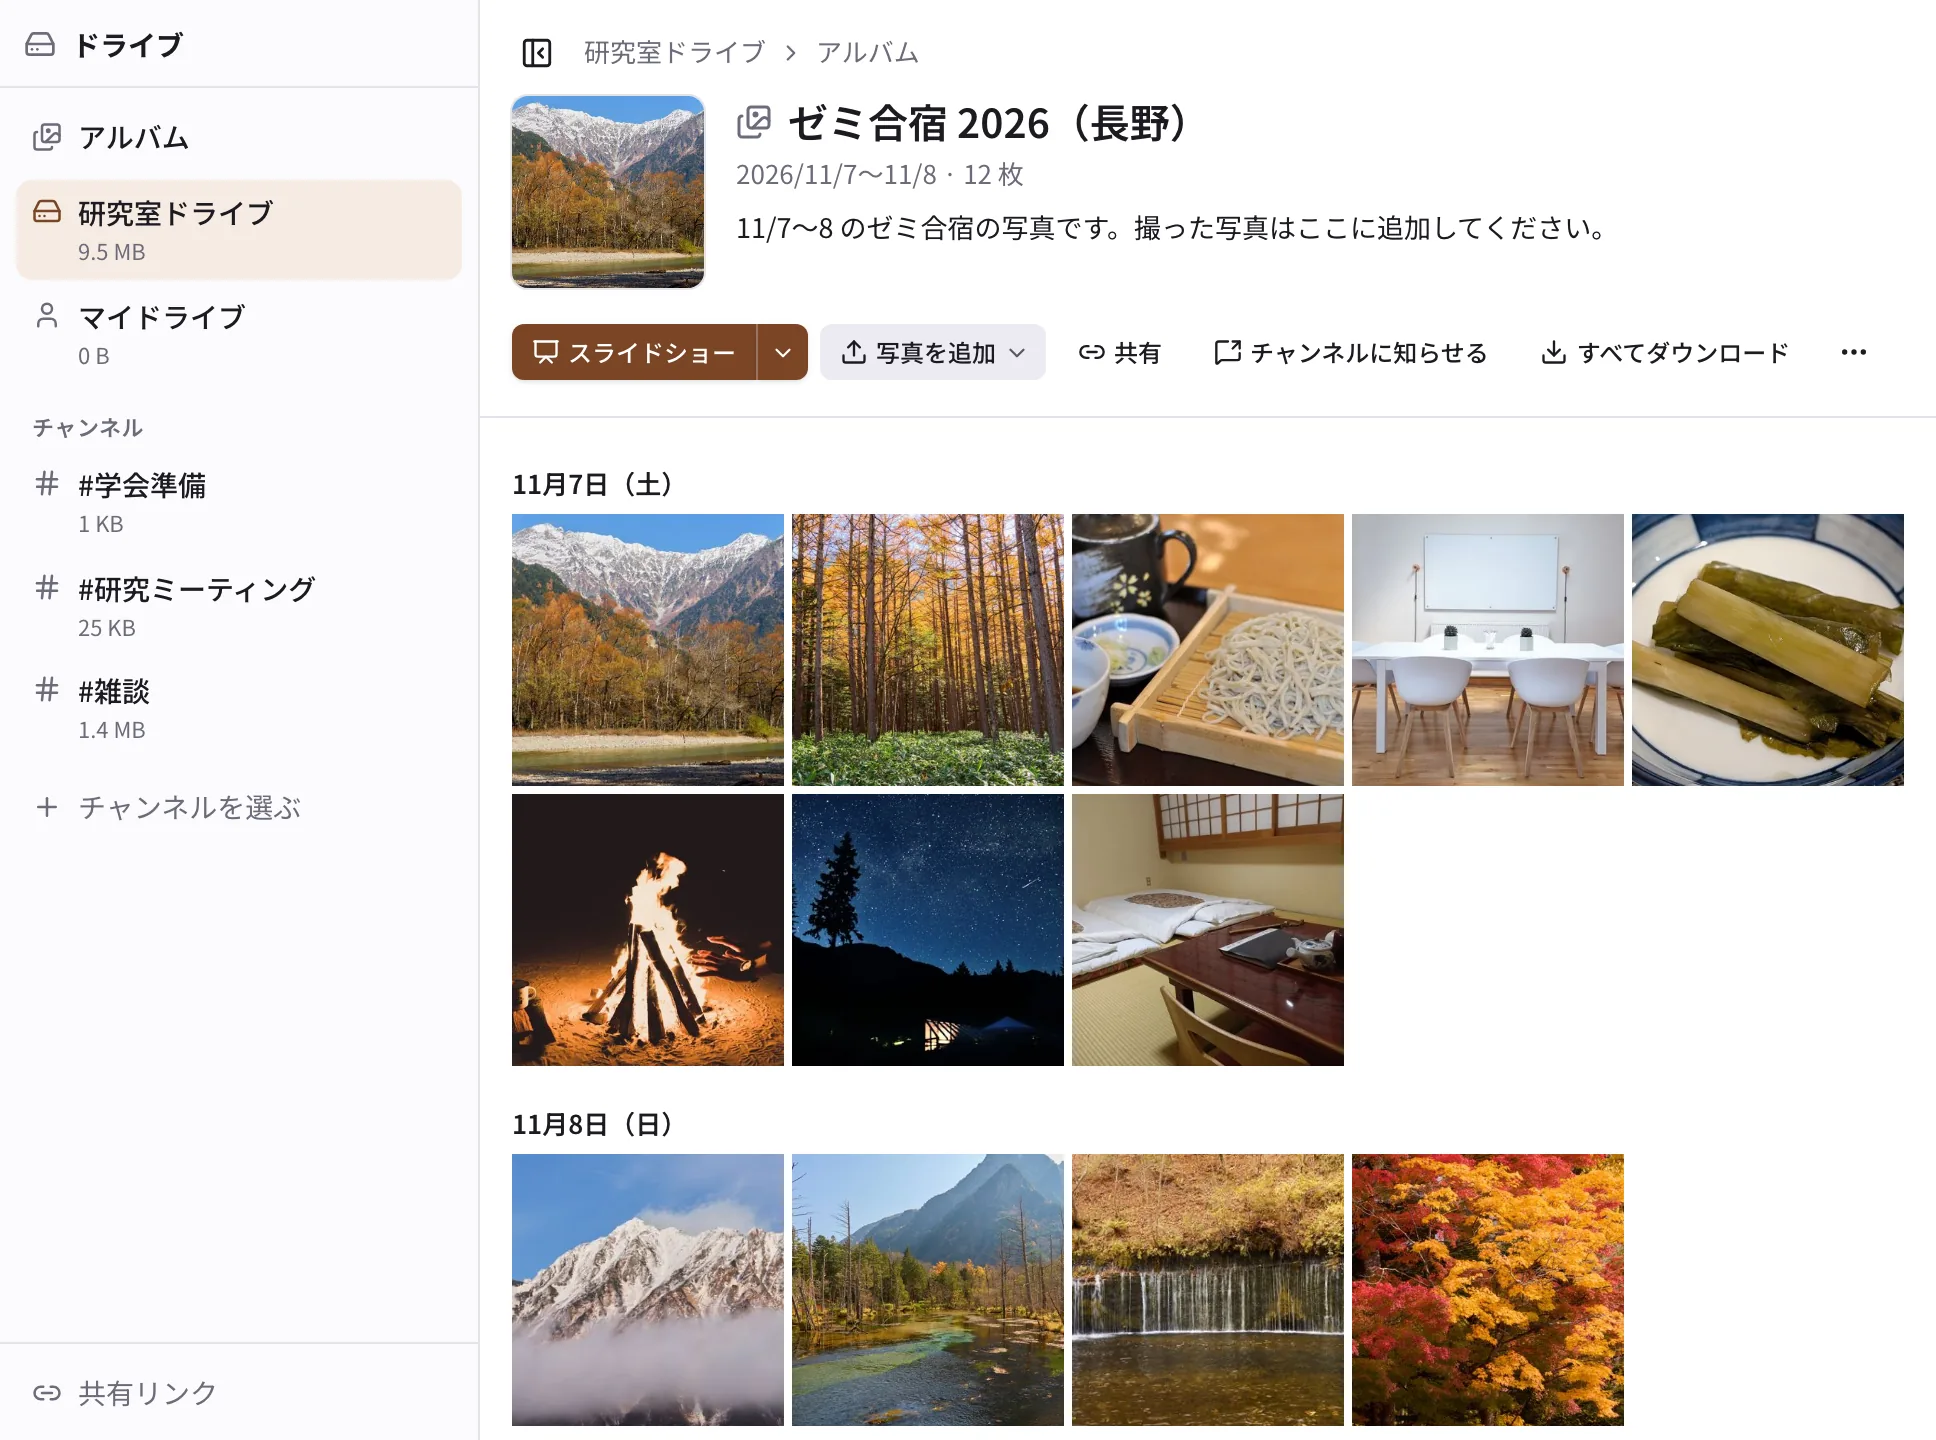 ドライブ
アルバム
研究室ドライブ
9.5 MB
マイドライブ
0 B
チャンネル
#学会準備
1 KB
#研究ミーティング
25 KB
#雑談
1.4 MB
チャンネルを選ぶ
共有リンク
研究室ドライブ > アルバム
ゼミ合宿 2026（長野）
2026/11/7〜11/8 · 12 枚
11/7〜8 のゼミ合宿の写真です。撮った写真はここに追加してください。
スライドショー 写真を追加 共有 チャンネルに知らせる すべてダウンロード
11月7日（土）
11月8日（日）